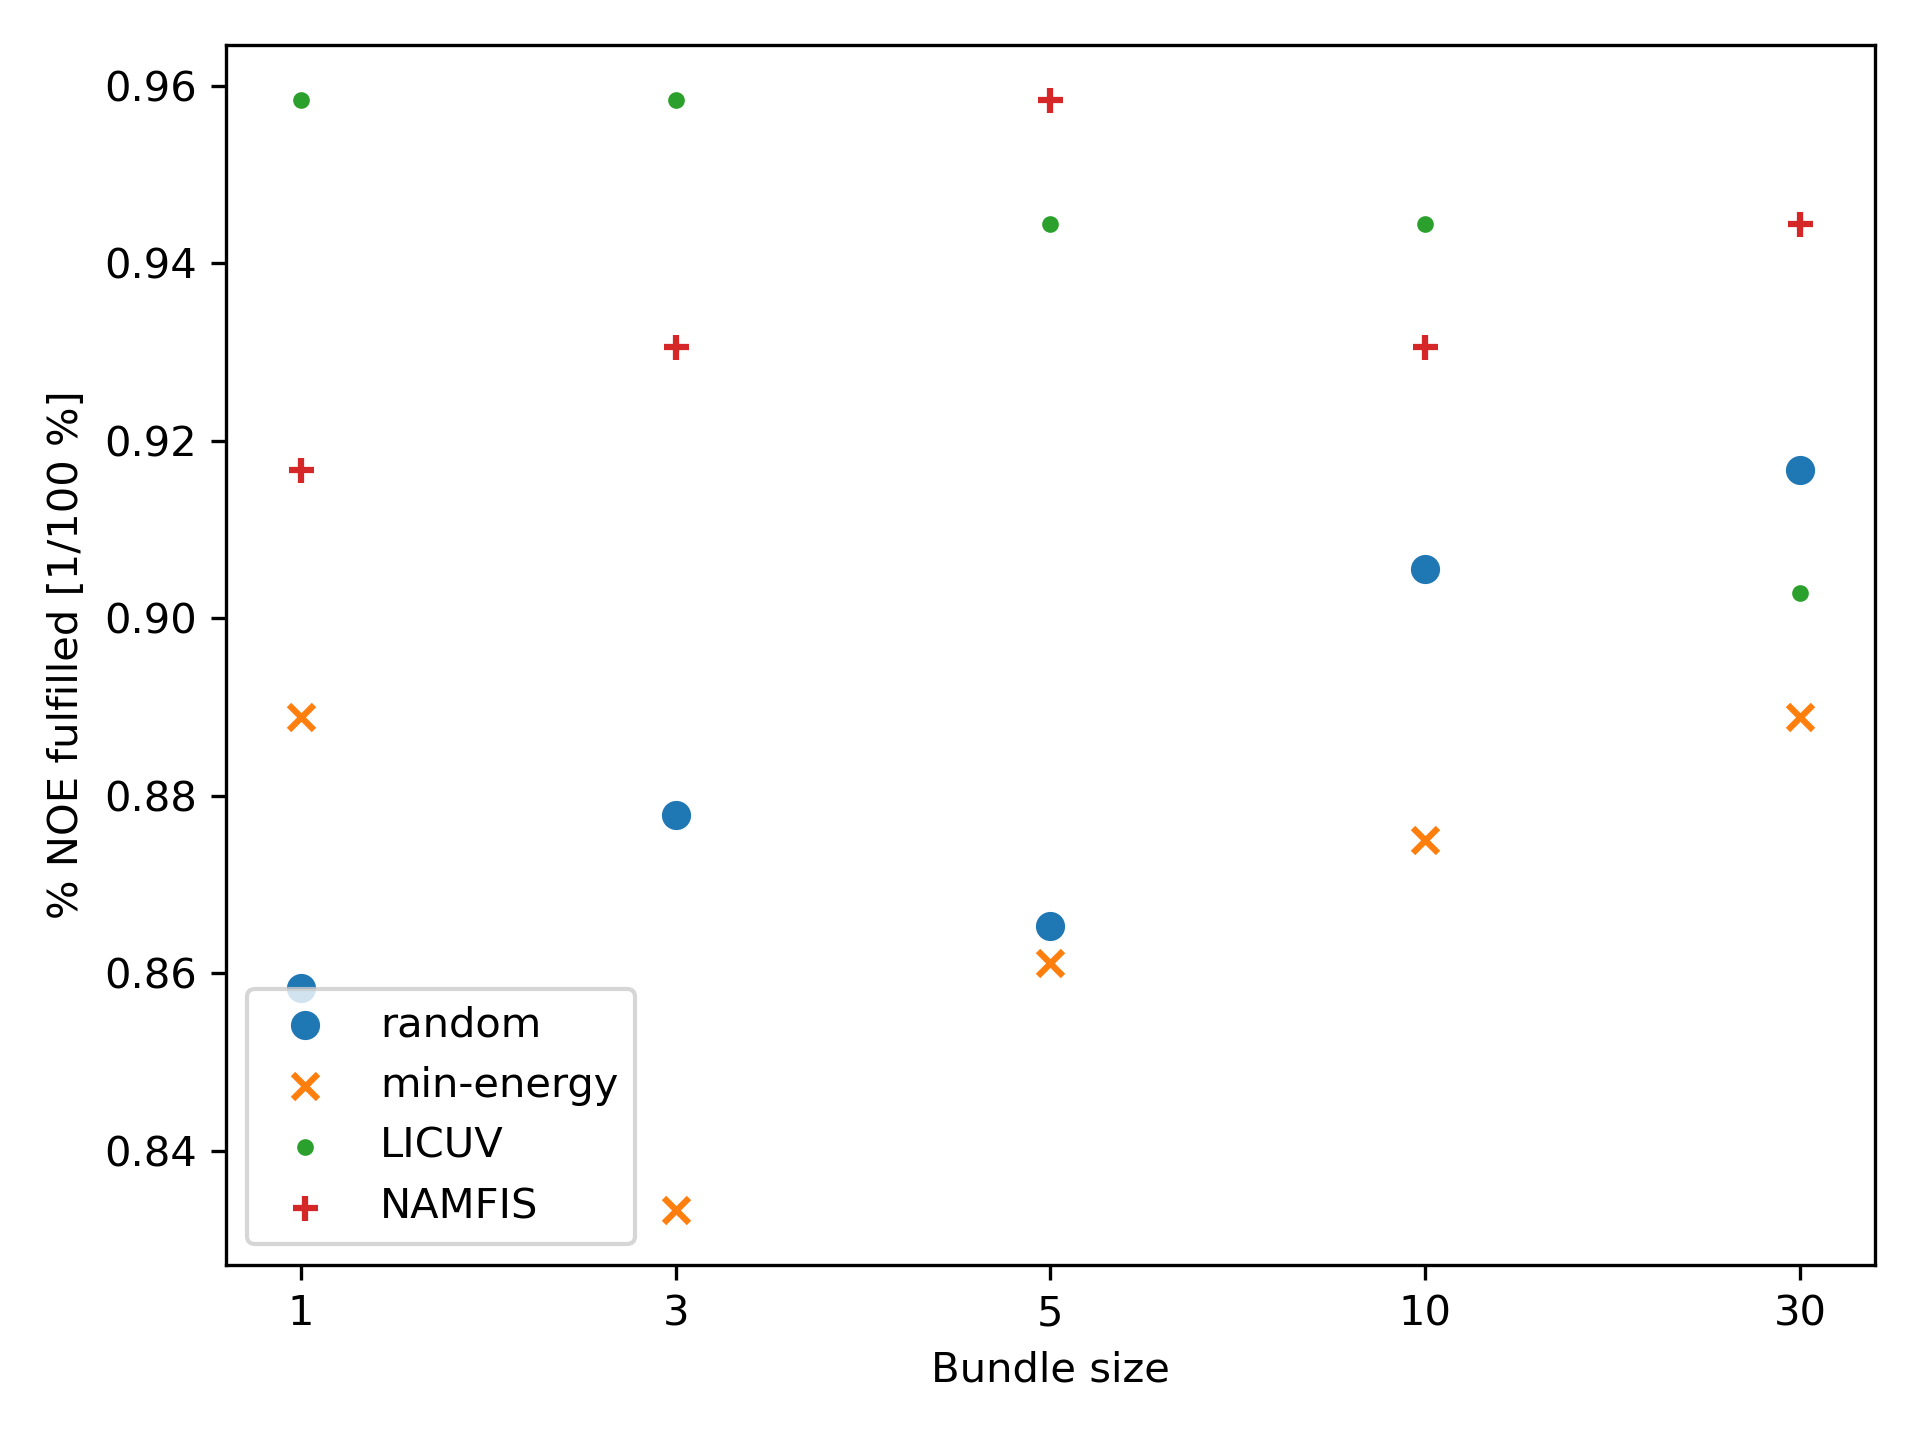 0.96
0.94
0.92
0.90
0.88
0.86
0.84
% NOE fulfilled [1/100 %]
random
min-energy
LICUV
NAMFIS
1 3 5 10 30
Bundle size